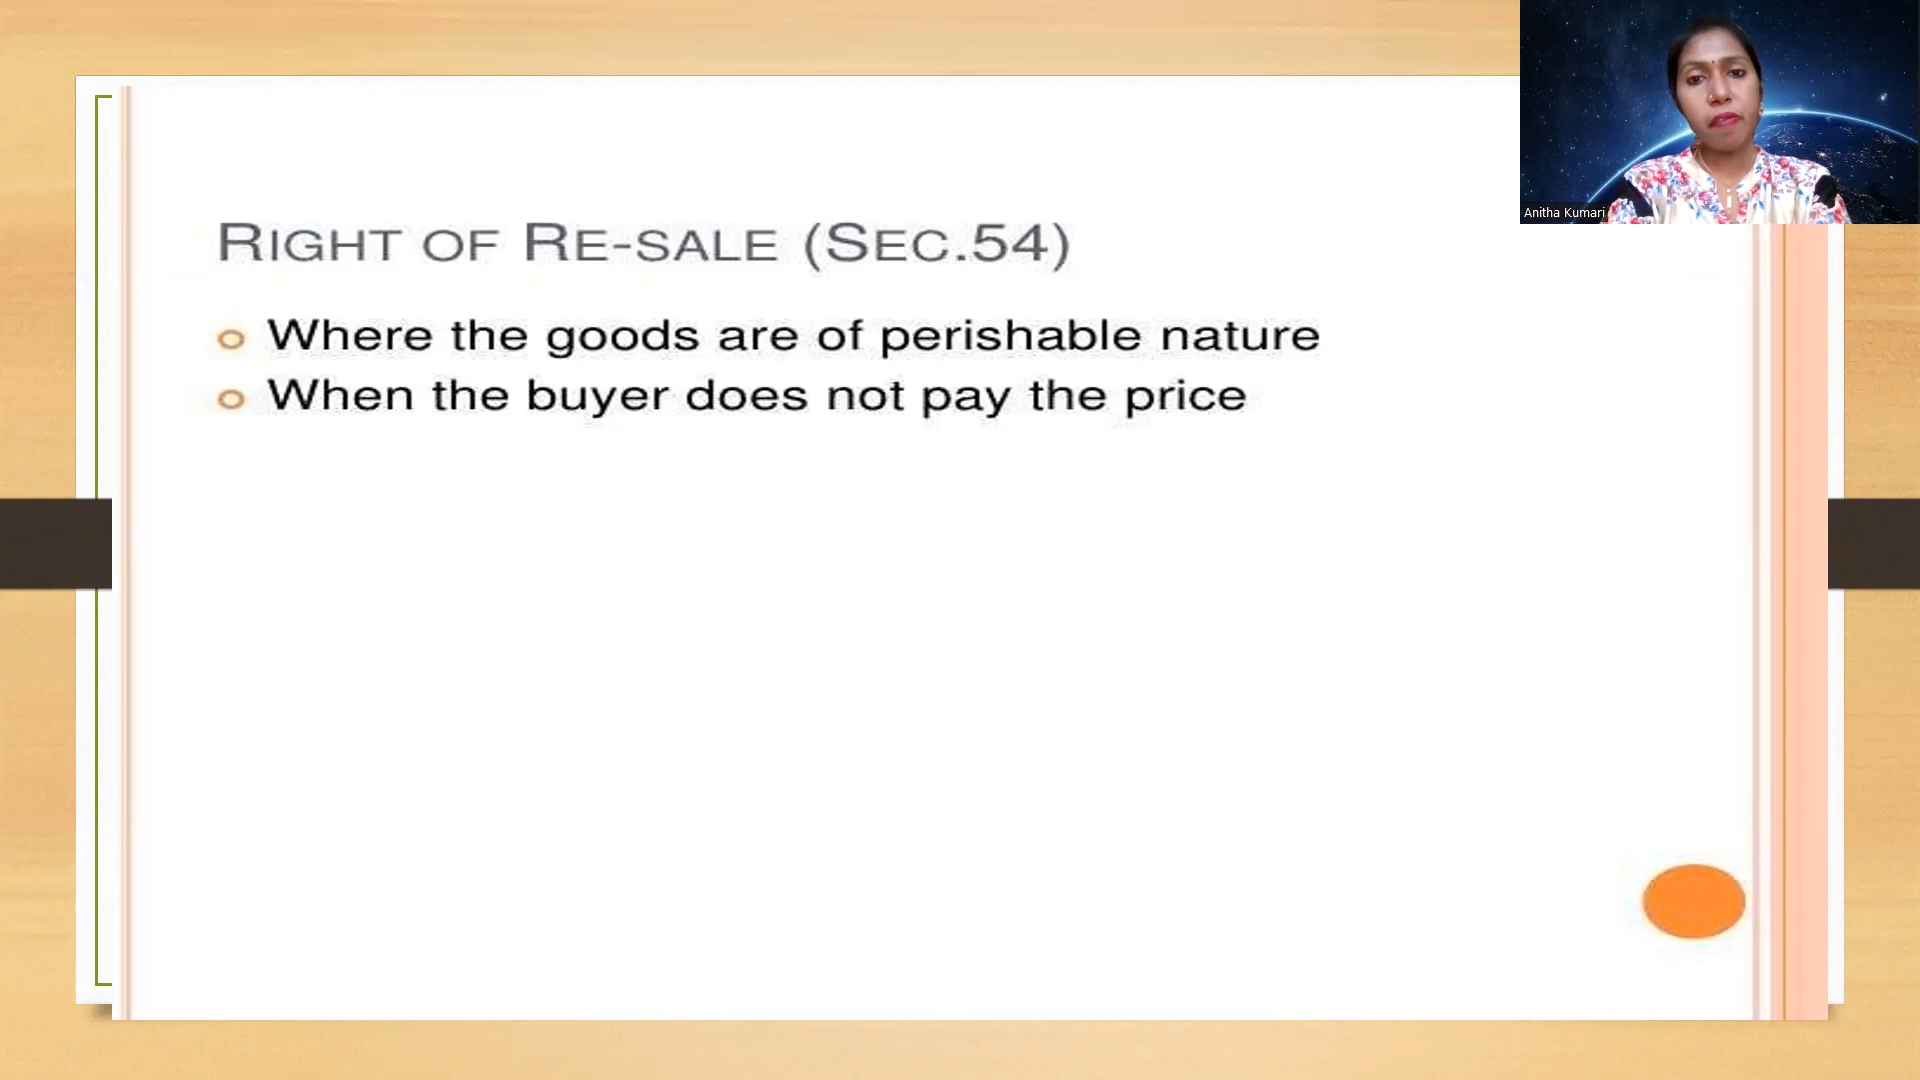 Anitha Kumari
RIGHT OF RE-SALE (SEC.54)
Where the goods are of perishable nature
When the buyer does not pay the price